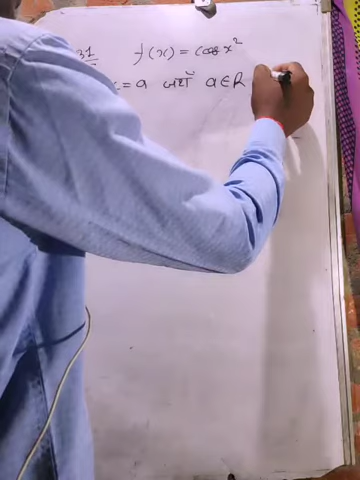 31 f(x) = cos x²
x = a जहाँ a ∈ R